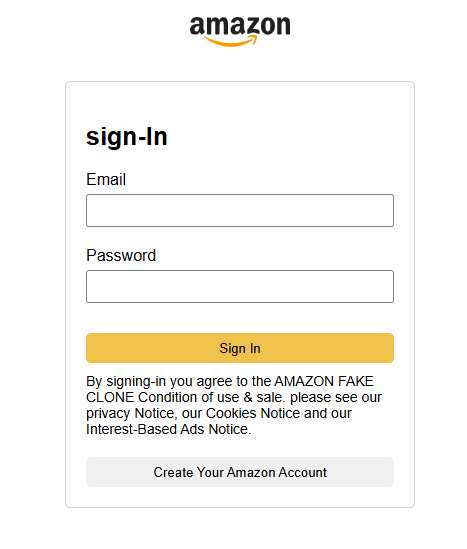 amazon
sign-In
Email
Password
Sign In
By signing-in you agree to the AMAZON FAKE
CLONE Condition of use & sale. please see our
privacy Notice, our Cookies Notice and our
Interest-Based Ads Notice.
Create Your Amazon Account